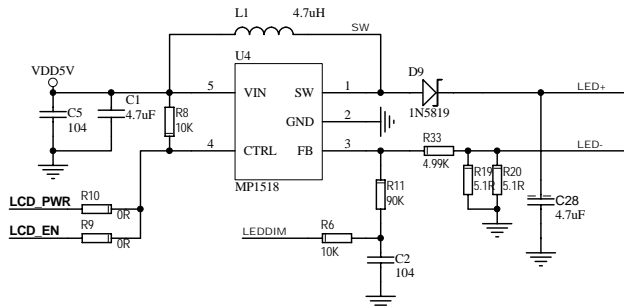 L1
4.7uH
SW
U4
VDD5V
D9
5
VIN
SW
1
LED+
C5
104
C1
4.7uF
R8
10K
GND
2
1N5819
R33
4
CTRL
FB
3
LED-
4.99K
MP1518
R19
5.1R
R20
5.1R
R11
90K
C28
4.7uF
LCD_PWR
R10
0R
LCD_EN
R9
0R
LEDDIM
R6
10K
C2
104